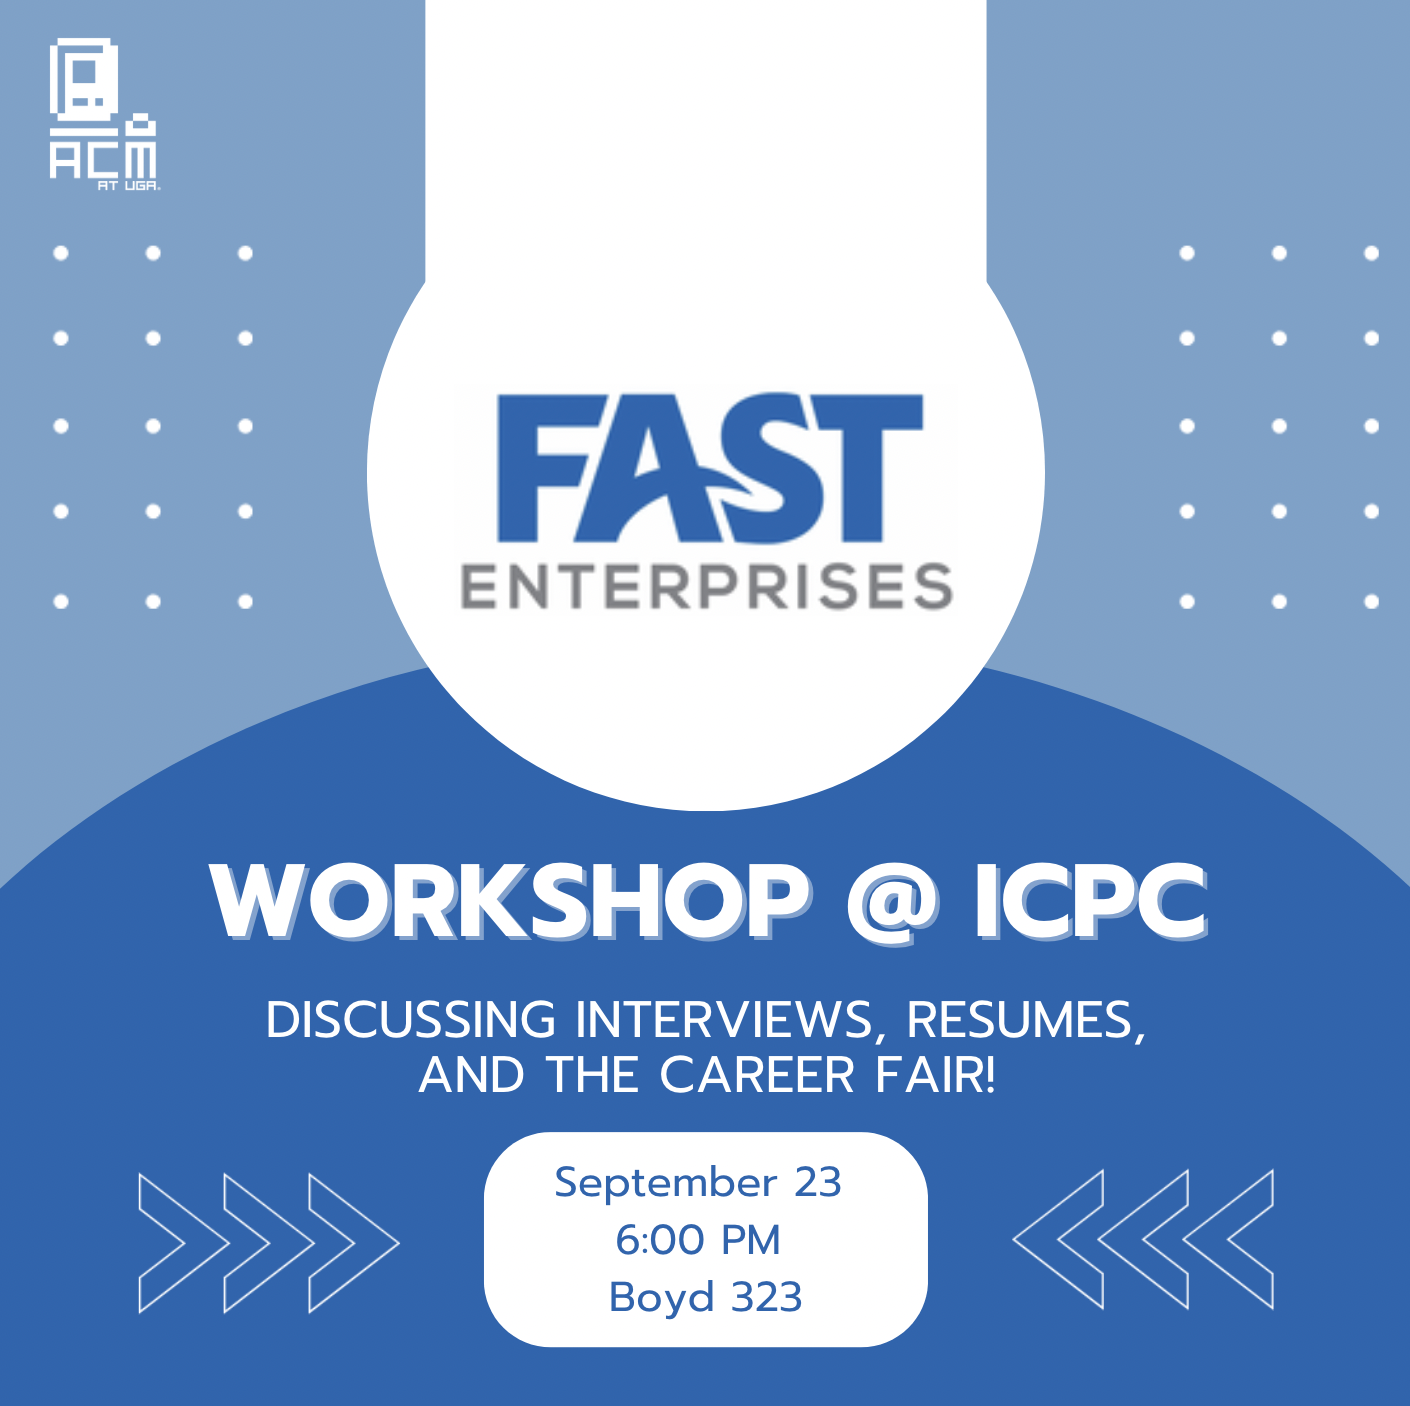 ACM
AT UGA
FAST
ENTERPRISES
WORKSHOP @ ICPC
DISCUSSING INTERVIEWS, RESUMES,
AND THE CAREER FAIR!
September 23
6:00 PM
Boyd 323